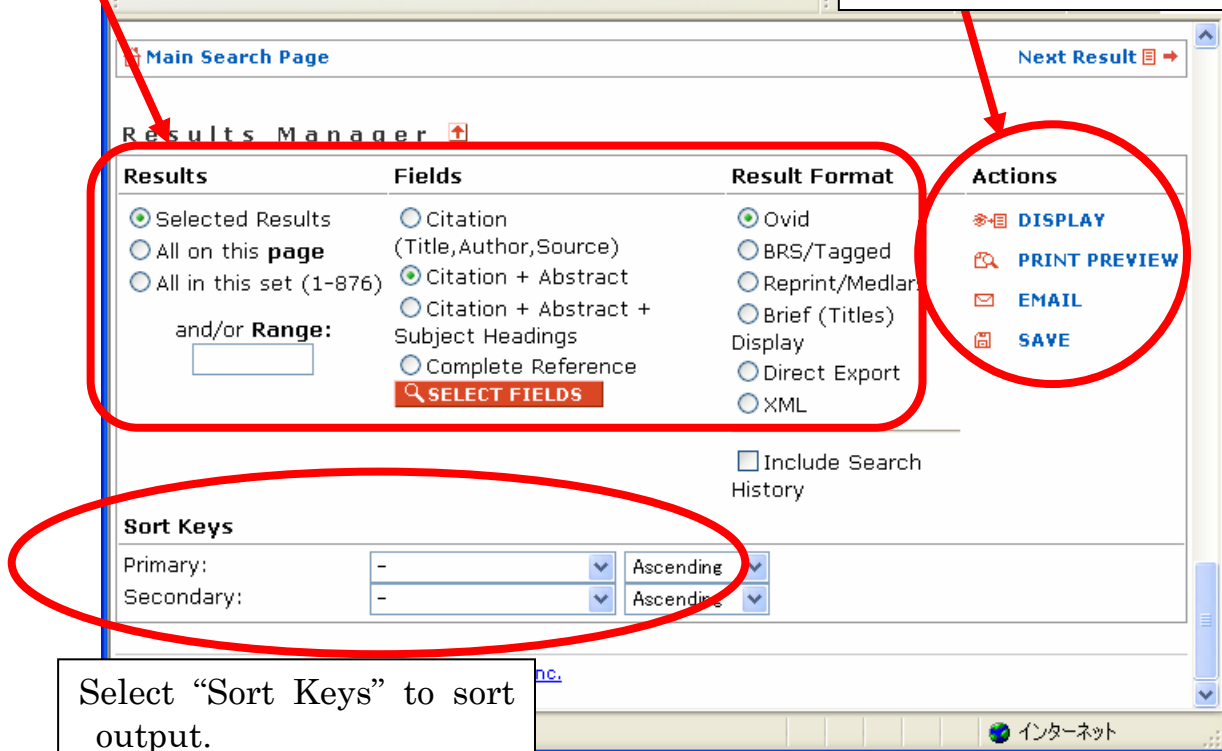 Main Search Page
Next Result
Results Manager
Results
Selected Results
All on this page
All in this set (1-876)
and/or Range:
Fields
Citation
(Title,Author,Source)
Citation + Abstract
Citation + Abstract +
Subject Headings
Complete Reference
SELECT FIELDS
Result Format
Ovid
BRS/Tagged
Reprint/Medlars
Brief (Titles)
Display
Direct Export
XML
Include Search
History
Actions
DISPLAY
PRINT PREVIEW
EMAIL
SAVE
Sort Keys
Primary: - Ascending
Secondary: - Ascending
nc.
Select “Sort Keys” to sort
output.
インターネット